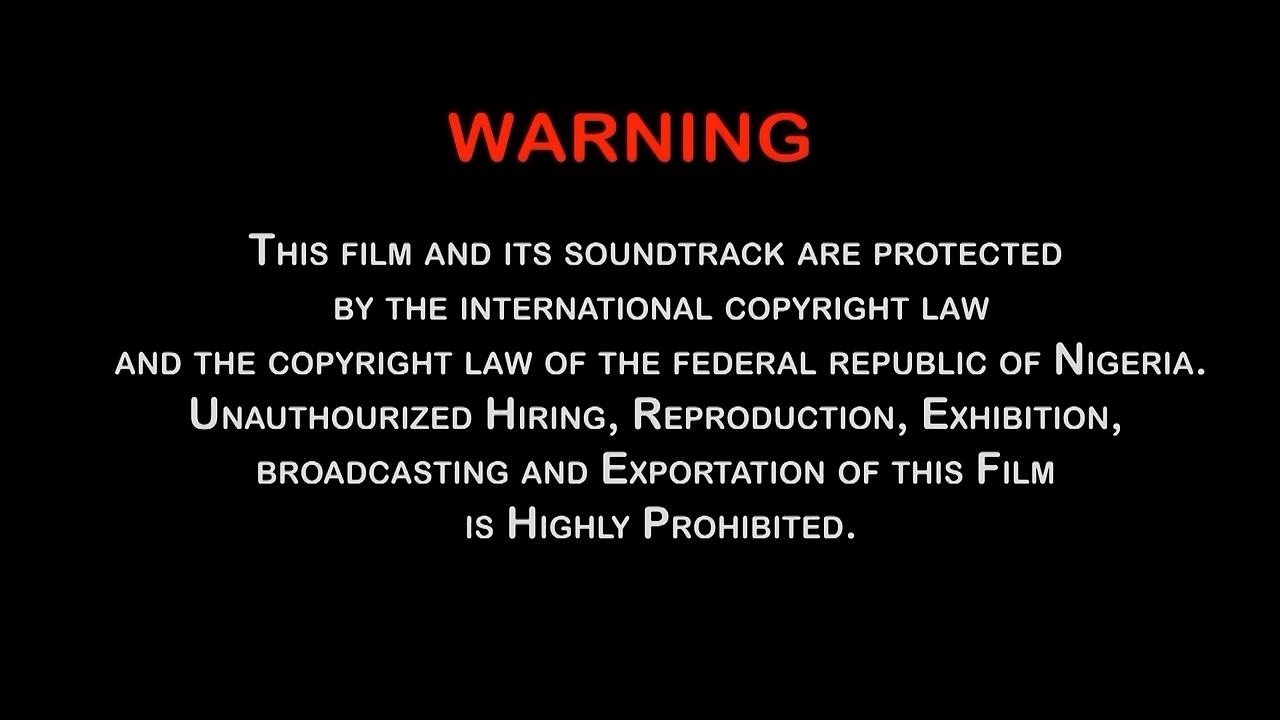 WARNING
This film and its soundtrack are protected
by the international copyright law
and the copyright law of the federal republic of Nigeria.
Unauthourized Hiring, Reproduction, Exhibition,
broadcasting and Exportation of this Film
is Highly Prohibited.